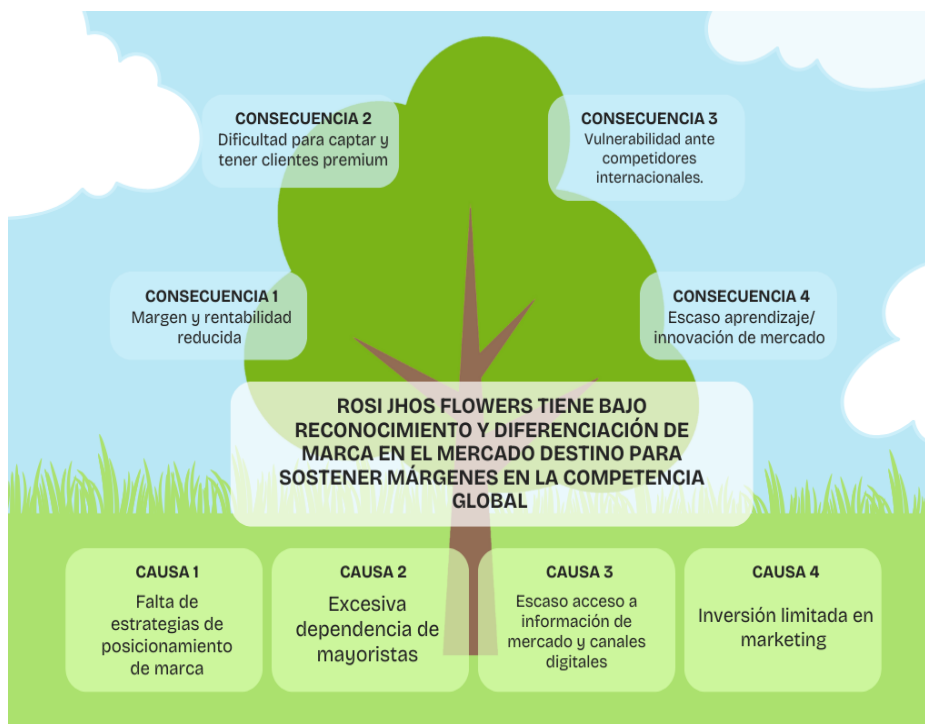 CONSECUENCIA 2
Dificultad para captar y
tener clientes premium
CONSECUENCIA 3
Vulnerabilidad ante
competidores
internacionales.
CONSECUENCIA 1
Margen y rentabilidad
reducida
CONSECUENCIA 4
Escaso aprendizaje/
innovación de mercado
ROSI JHOS FLOWERS TIENE BAJO
RECONOCIMIENTO Y DIFERENCIACIÓN DE
MARCA EN EL MERCADO DESTINO PARA
SOSTENER MÁRGENES EN LA COMPETENCIA
GLOBAL
CAUSA 1
Falta de
estrategias de
posicionamiento
de marca
CAUSA 2
Excesiva
dependencia de
mayoristas
CAUSA 3
Escaso acceso a
información de
mercado y canales
digitales
CAUSA 4
Inversión limitada en
marketing